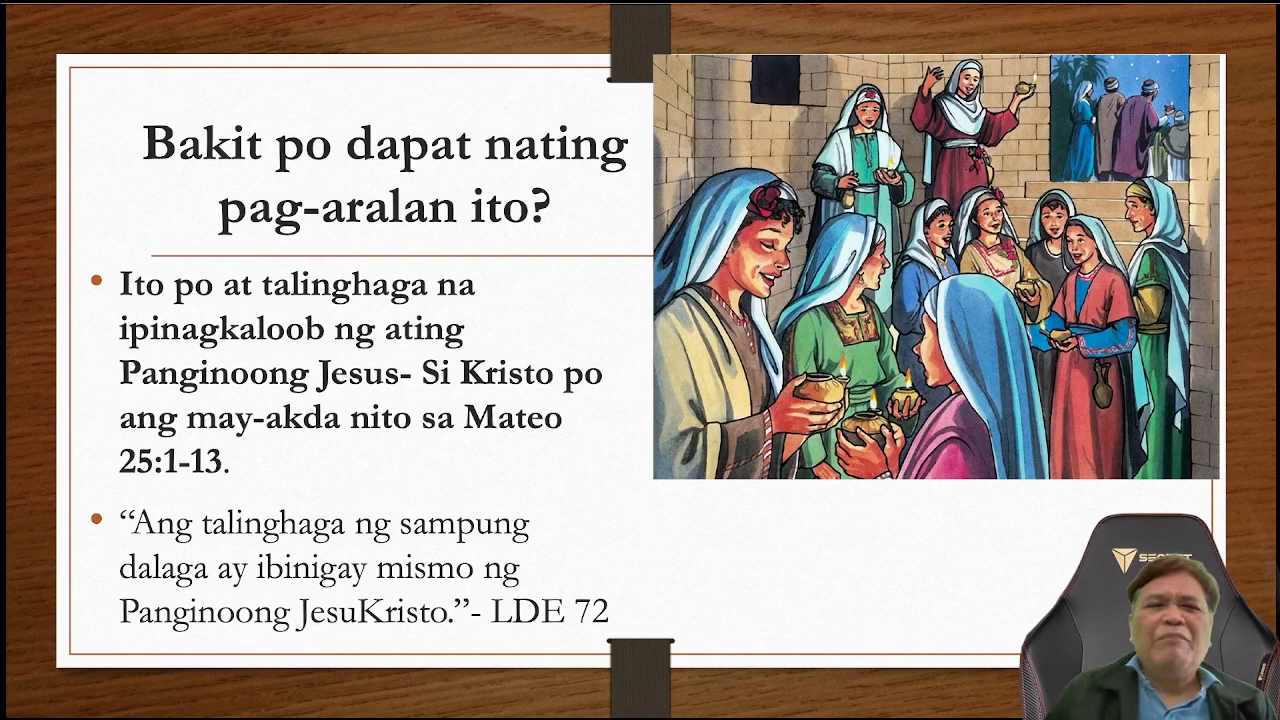 Bakit po dapat nating
pag-aralan ito?
Ito po at talinghaga na
ipinagkaloob ng ating
Panginoong Jesus- Si Kristo po
ang may-akda nito sa Mateo
25:1-13.
“Ang talinghaga ng sampung
dalaga ay ibinigay mismo ng
Panginoong JesuKristo.”- LDE 72